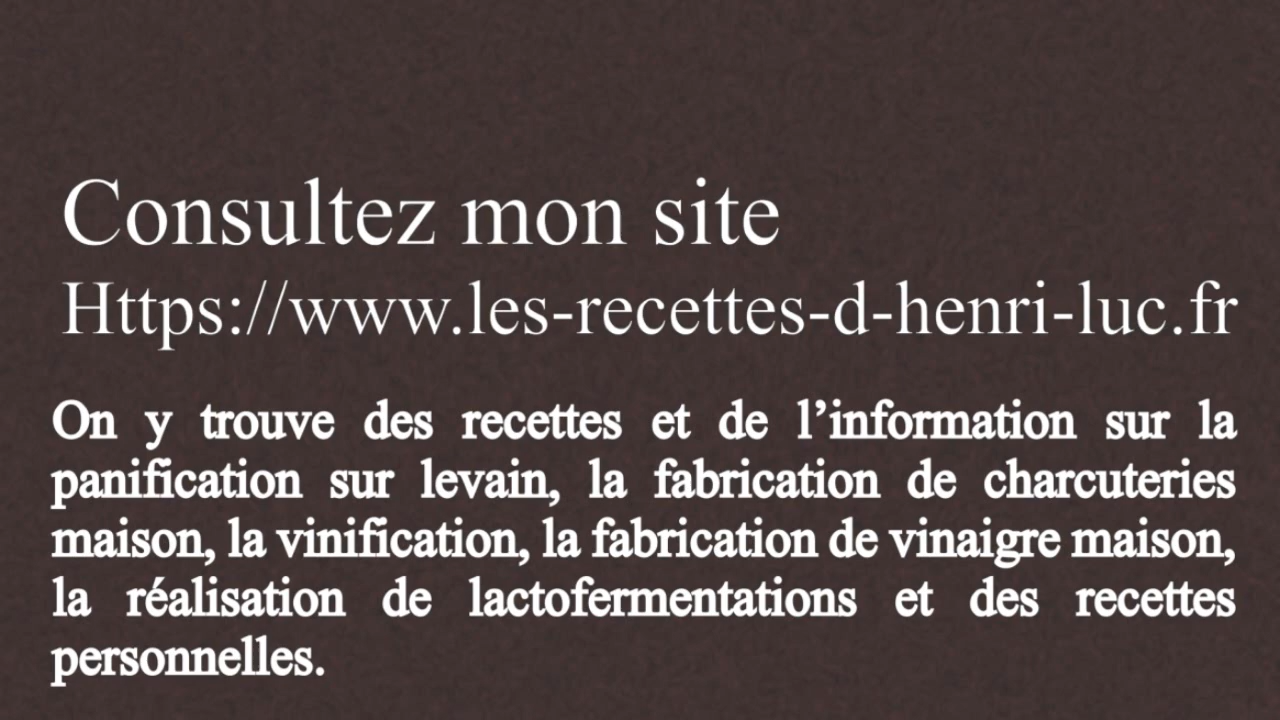 Consultez mon site
Https://www.les-recettes-d-henri-luc.fr
On y trouve des recettes et de l’information sur la
panification sur levain, la fabrication de charcuteries
maison, la vinification, la fabrication de vinaigre maison,
la réalisation de lactofermentations et des recettes
personnelles.